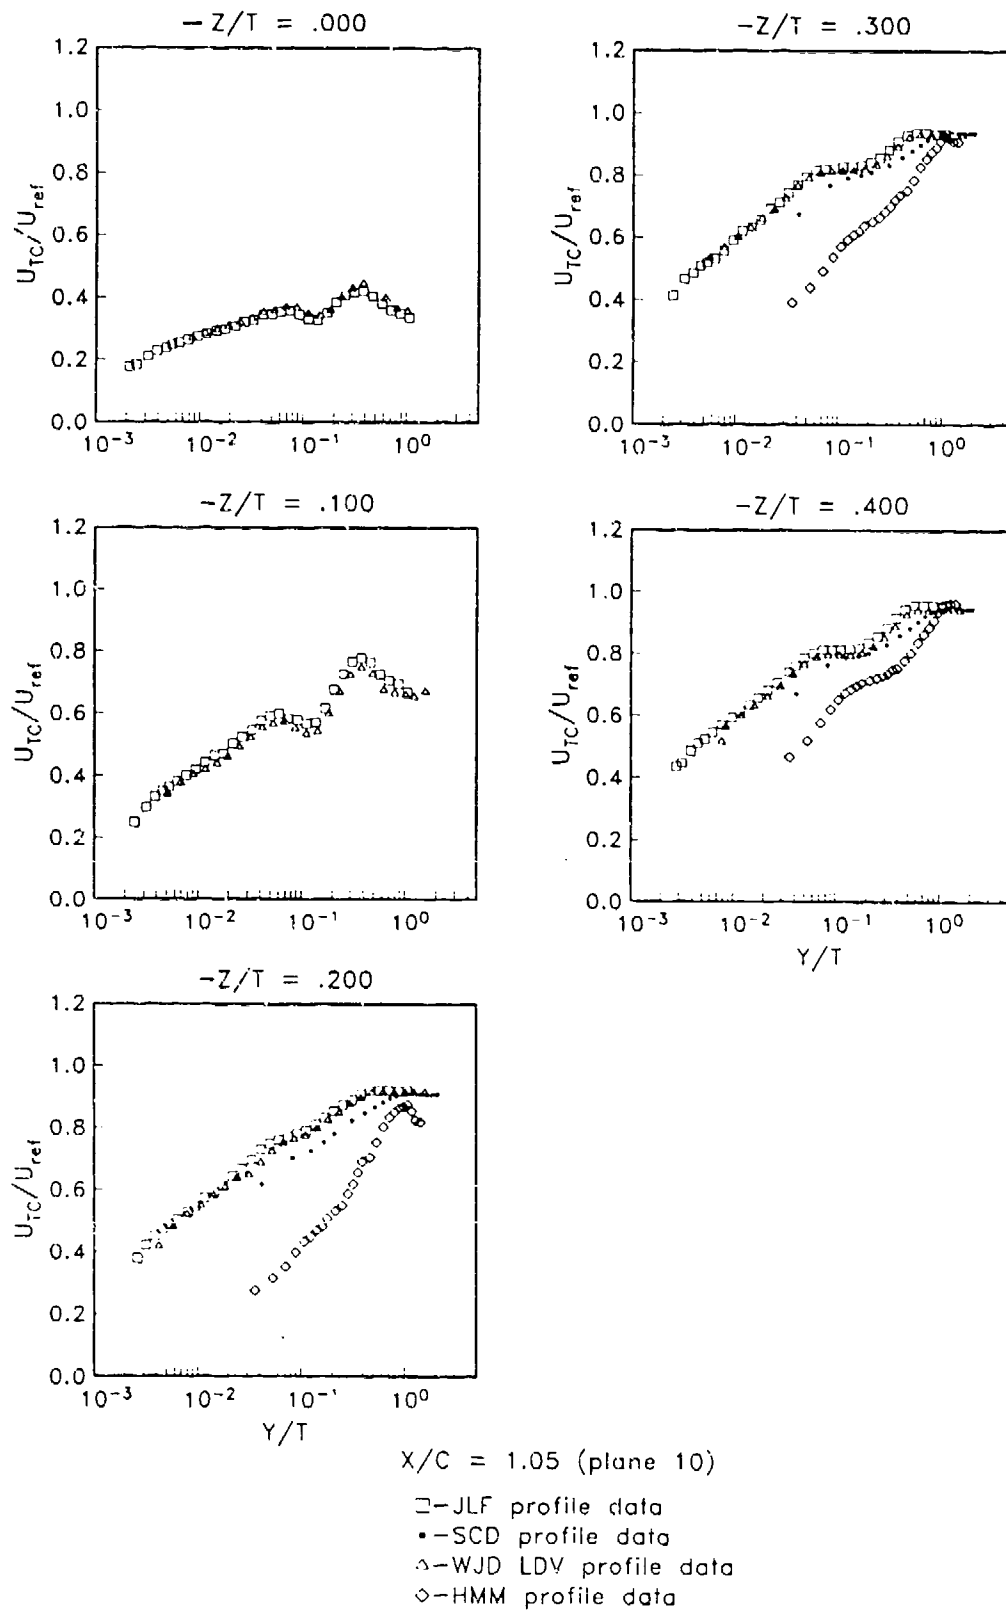 — Z/T = .000
1.2
1.0
0.8
0.6
0.4
0.2
0.0
U_TC/U_ref
10^-3 10^-2 10^-1 10^0
-Z/T = .300
1.2
1.0
0.8
0.6
0.4
0.2
0.0
U_TC/U_ref
10^-3 10^-2 10^-1 10^0
-Z/T = .100
1.2
1.0
0.8
0.6
0.4
0.2
0.0
U_TC/U_ref
10^-3 10^-2 10^-1 10^0
-Z/T = .400
1.2
1.0
0.8
0.6
0.4
0.2
0.0
U_TC/U_ref
10^-3 10^-2 10^-1 10^0
Y/T
-Z/T = .200
1.2
1.0
0.8
0.6
0.4
0.2
0.0
U_TC/U_ref
10^-3 10^-2 10^-1 10^0
Y/T
X/C = 1.05 (plane 10)
□-JLF profile data
•-SCD profile data
△-WJD LDV profile data
◇-HMM profile data